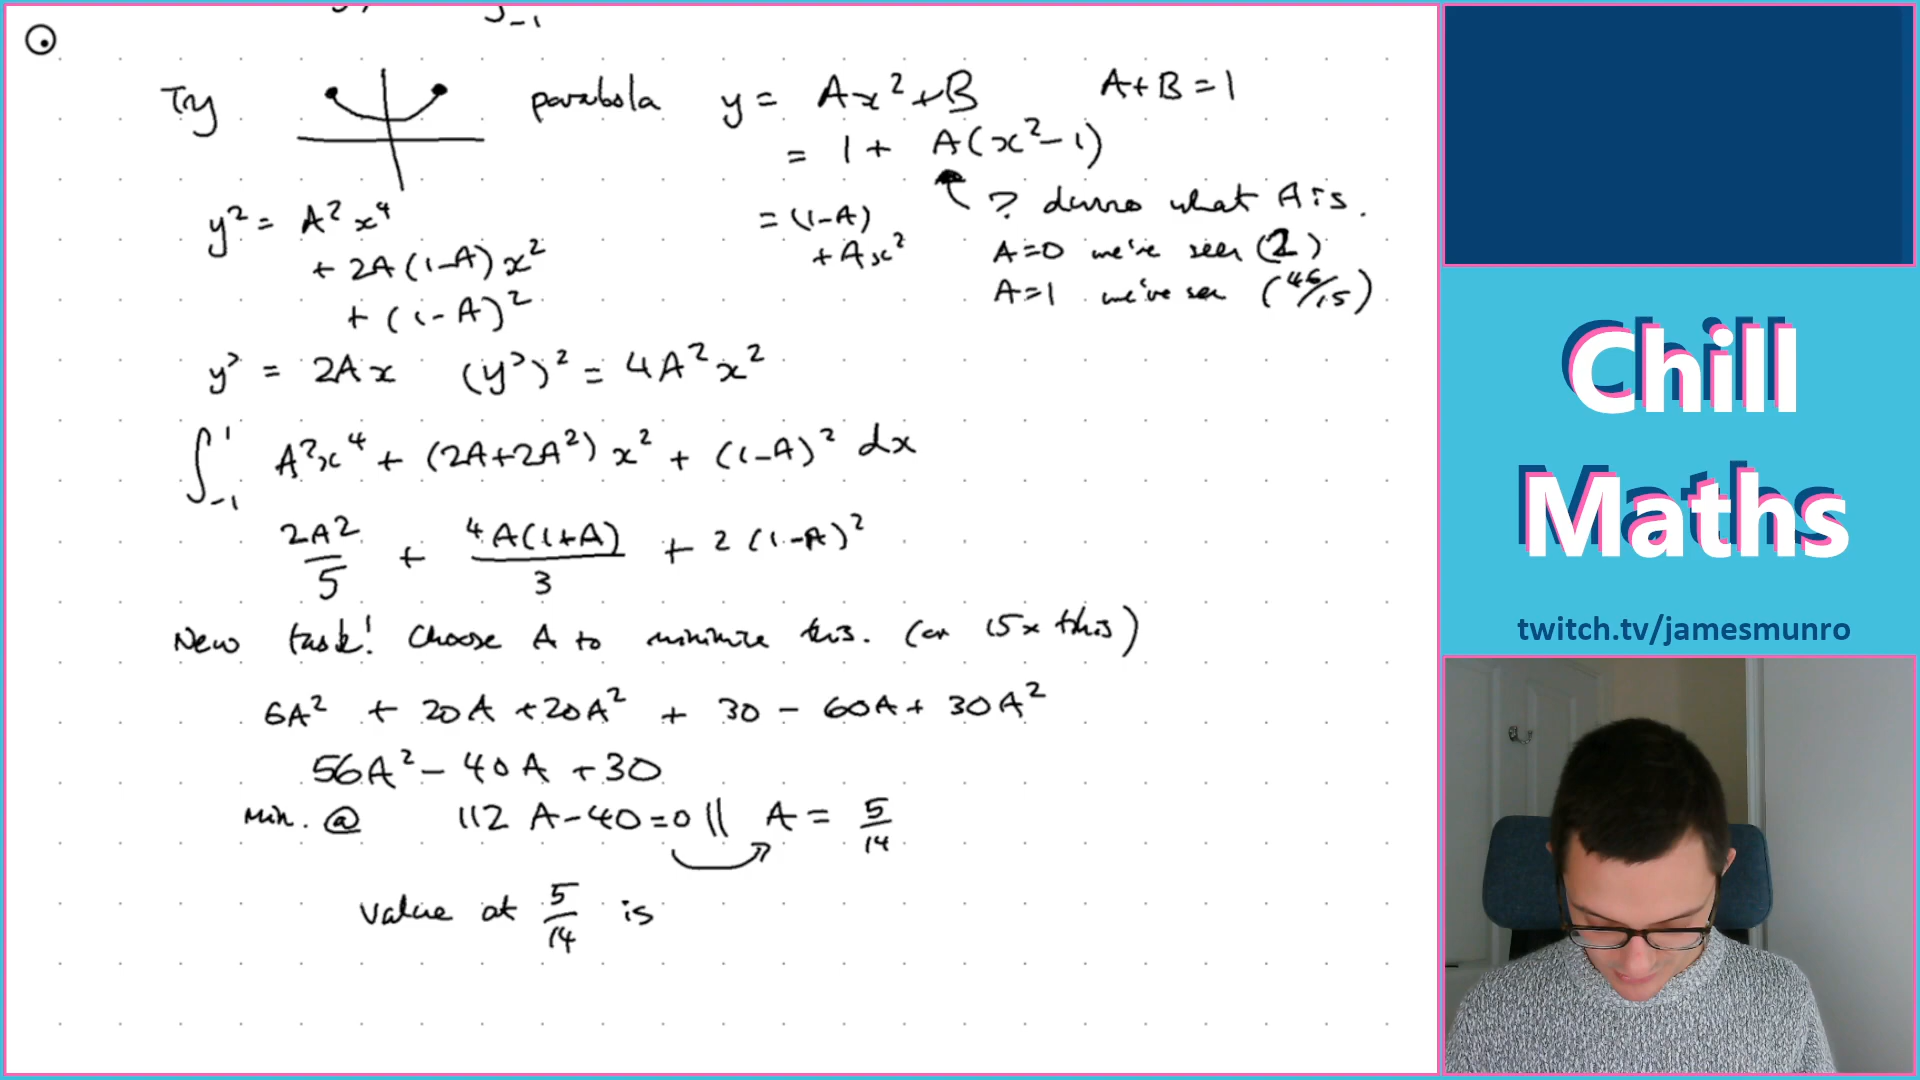 ∫₋₁
Try parabola y = Ax² + B A + B = 1
= 1 + A(x² - 1)
? dunno what A is.
y² = A²x⁴ = (1-A)
+ 2A(1-A)x² + Ax² A=0 we've seen (2)
+ (1-A)² A=1 we've seen (46/15)
y' = 2Ax (y')² = 4A²x²
∫₋₁¹ A²x⁴ + (2A+2A²)x² + (1-A)² dx
2A²/5 + 4A(1+A)/3 + 2(1-A)²
New task! Choose A to minimize this. (or 15x this)
6A² + 20A + 20A² + 30 - 60A + 30A²
56A² - 40A + 30
Min. @ 112A - 40 = 0 || A = 5/14
value at 5/14 is
Chill
Maths
twitch.tv/jamesmunro